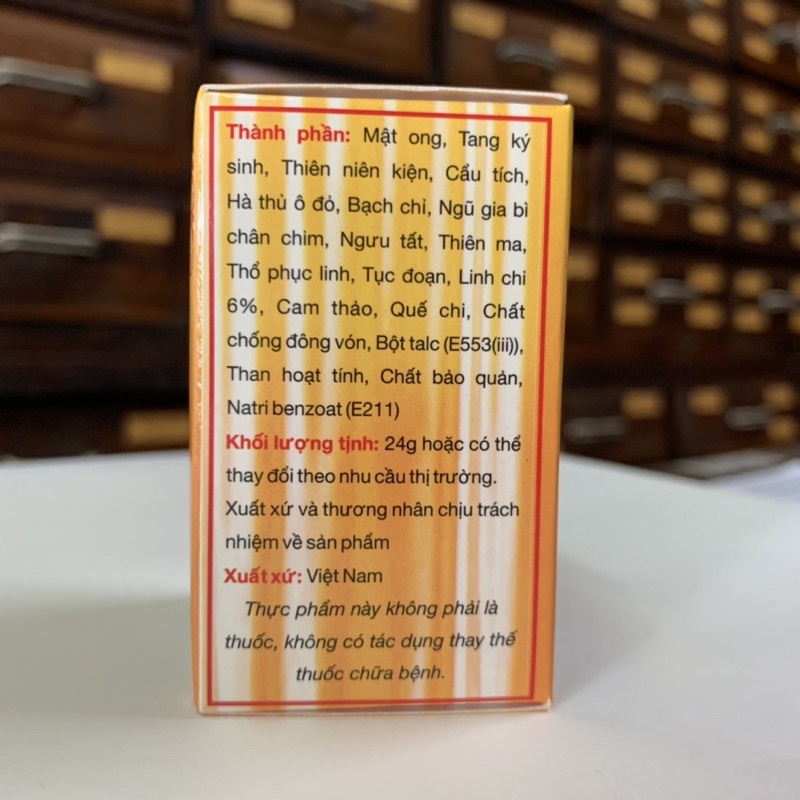 Thành phần: Mật ong, Tang ký
sinh, Thiên niên kiện, Cẩu tích,
Hà thủ ô đỏ, Bạch chỉ, Ngũ gia bì
chân chim, Ngưu tất, Thiên ma,
Thổ phục linh, Tục đoạn, Linh chi
6%, Cam thảo, Quế chi, Chất
chống đông vón, Bột talc (E553(iii)),
Than hoạt tính, Chất bảo quản,
Natri benzoat (E211)
Khối lượng tịnh: 24g hoặc có thể
thay đổi theo nhu cầu thị trường.
Xuất xứ và thương nhân chịu trách
nhiệm về sản phẩm
Xuất xứ: Việt Nam
Thực phẩm này không phải là
thuốc, không có tác dụng thay thế
thuốc chữa bệnh.